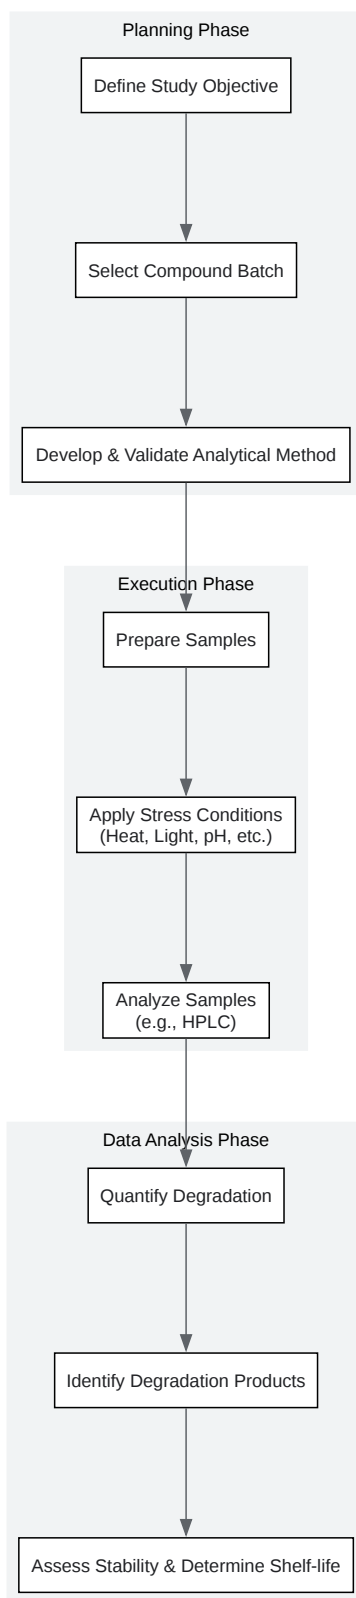 Planning Phase
Define Study Objective
Select Compound Batch
Develop & Validate Analytical Method
Execution Phase
Prepare Samples
Apply Stress Conditions
(Heat, Light, pH, etc.)
Analyze Samples
(e.g., HPLC)
Data Analysis Phase
Quantify Degradation
Identify Degradation Products
Assess Stability & Determine Shelf-life